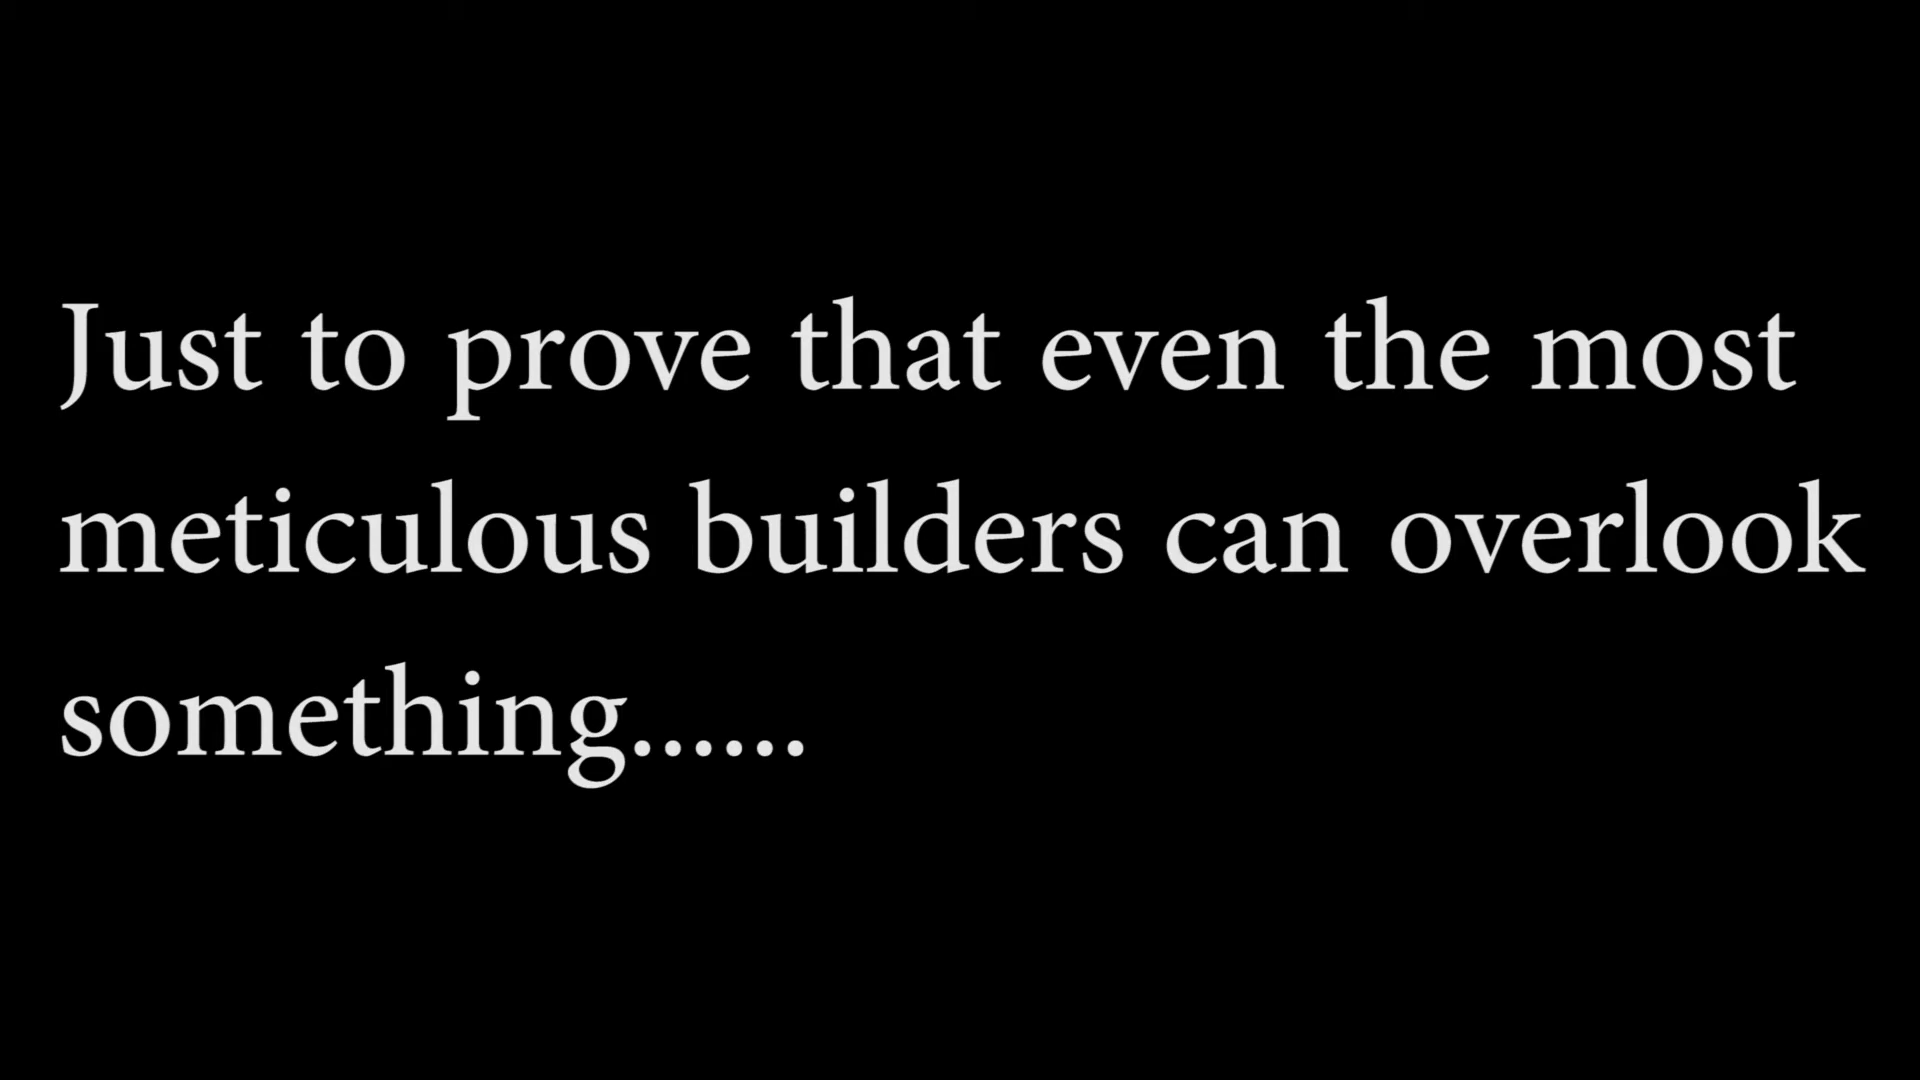 Just to prove that even the most
meticulous builders can overlook
something......